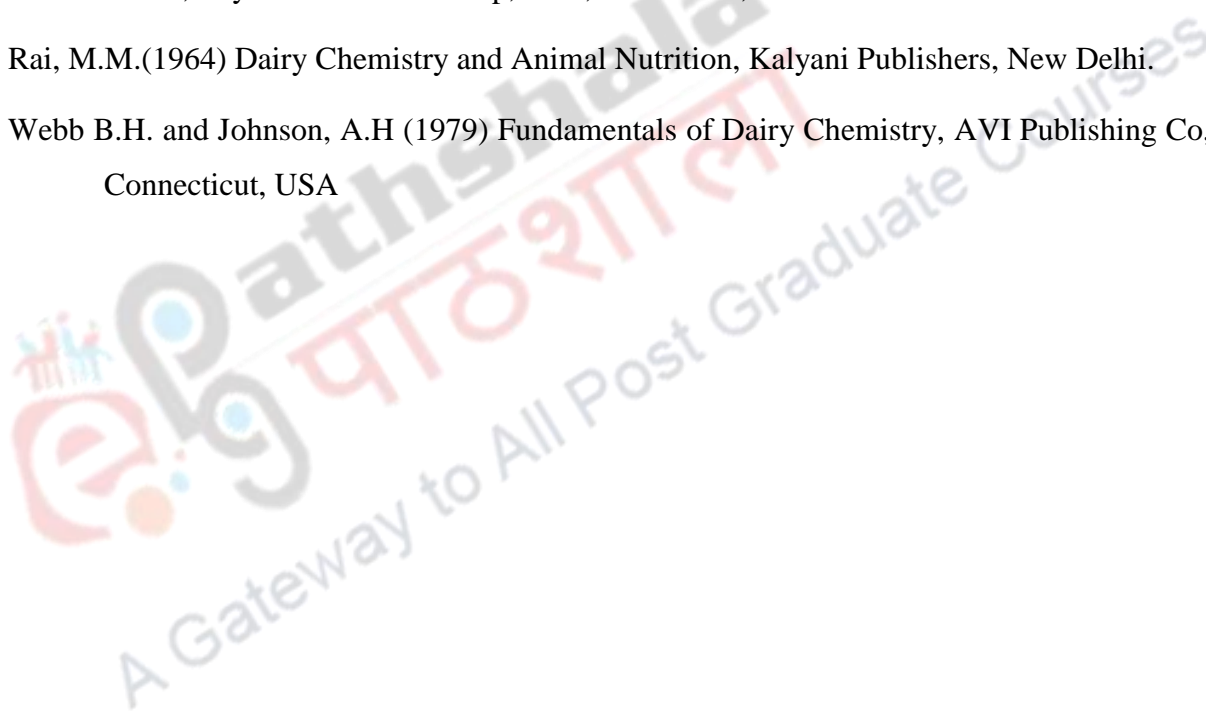 Rai, M.M.(1964) Dairy Chemistry and Animal Nutrition, Kalyani Publishers, New Delhi.
Webb B.H. and Johnson, A.H (1979) Fundamentals of Dairy Chemistry, AVI Publishing Co,
Connecticut, USA
Pathshala
पाठशाला
A Gateway to All Post Graduate Courses